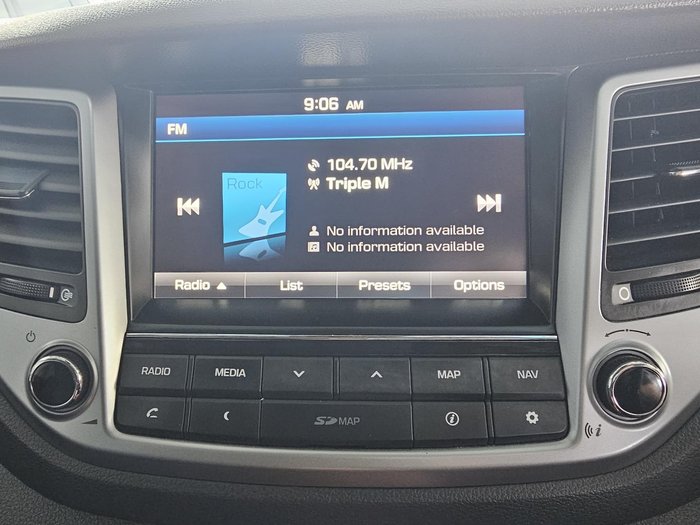 9:06 AM
FM
Rock
104.70 MHz
Triple M
No information available
No information available
Radio ▲ List Presets Options
RADIO MEDIA MAP NAV
SD MAP